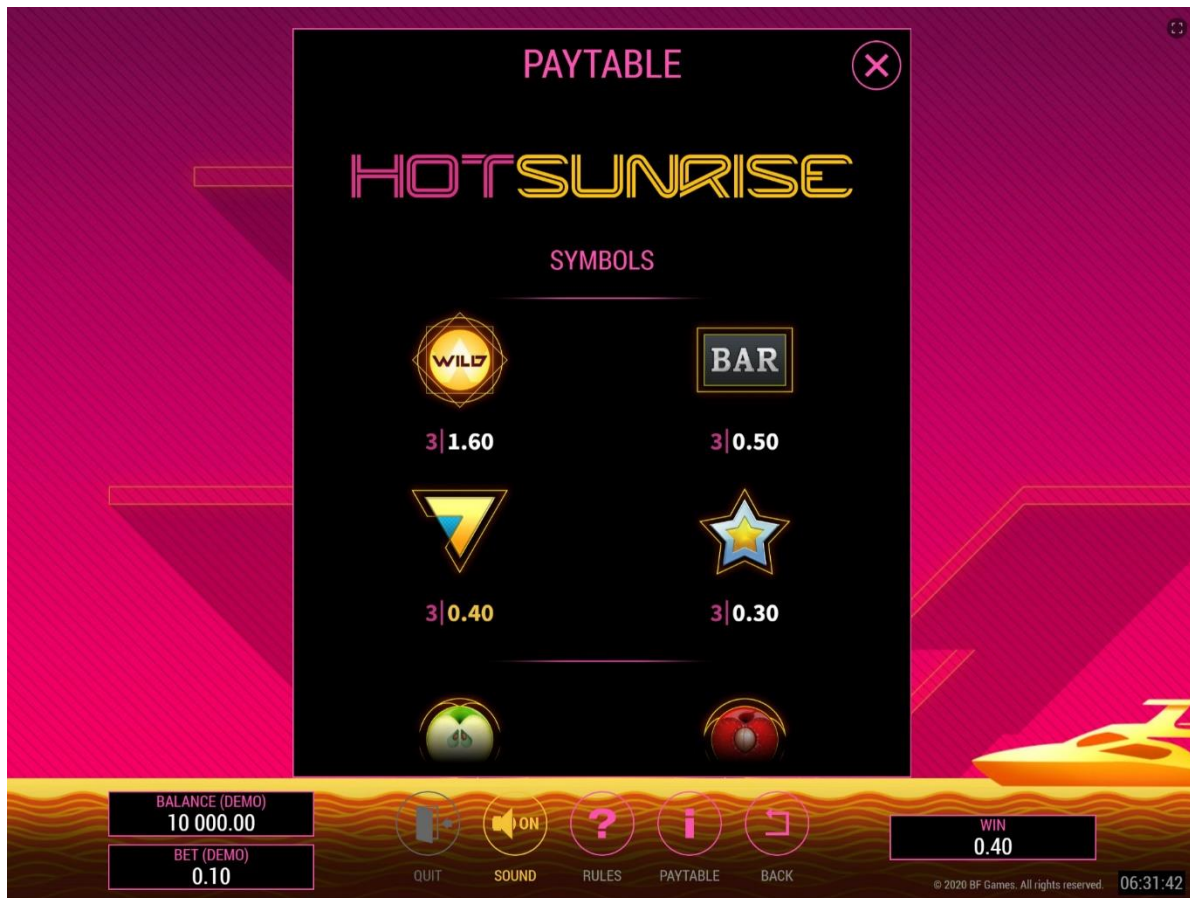 PAYTABLE
HOTSUNRISE
SYMBOLS
WILD
BAR
3|1.60
3|0.50
3|0.40
3|0.30
BALANCE (DEMO)
10 000.00
BET (DEMO)
0.10
ON
QUIT
SOUND
?
RULES
i
PAYTABLE
BACK
WIN
0.40
© 2020 BF Games. All rights reserved.
06:31:42